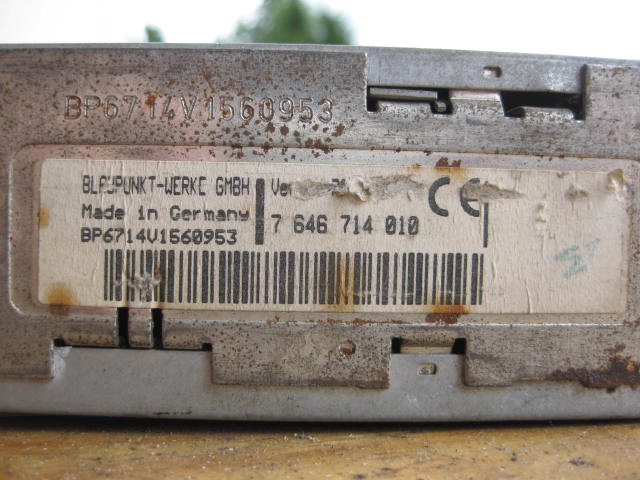 BP6714V1560953
BLAUPUNKT-WERKE GMBH
Made in Germany
BP6714V1560953
7 646 714 010
CE